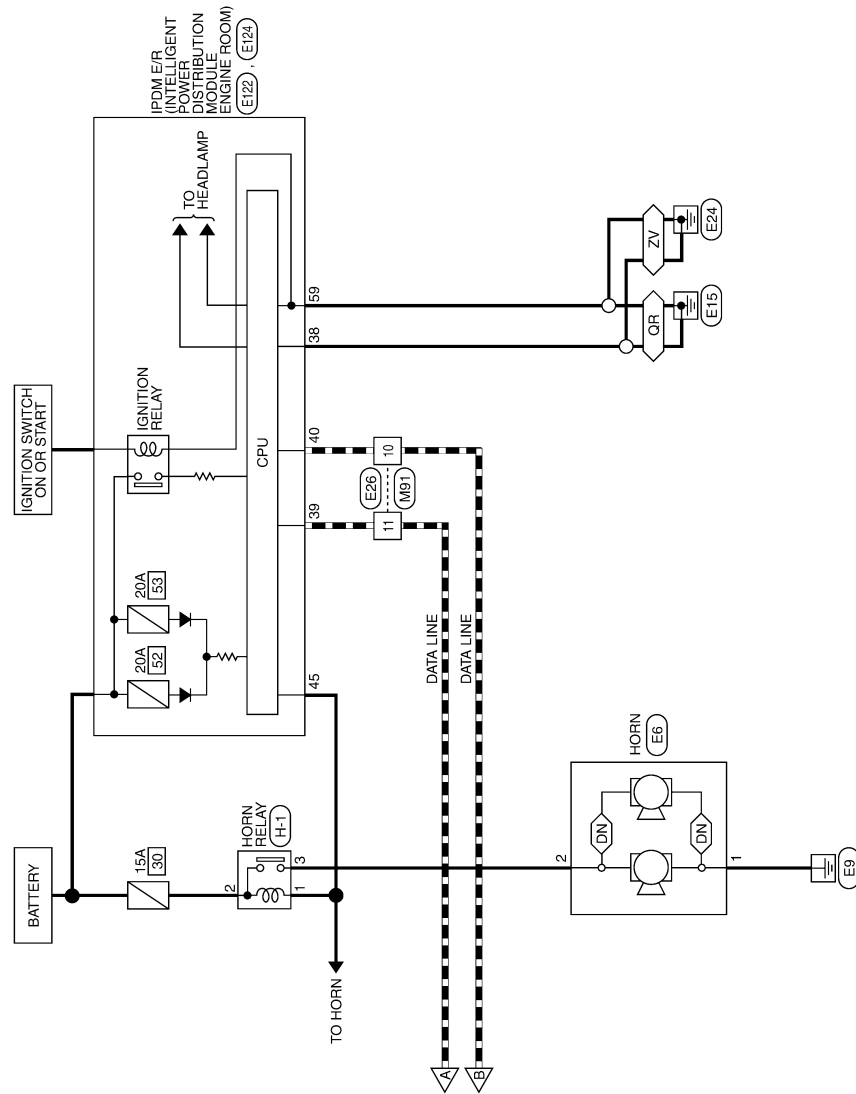 IPDM E/R
(INTELLIGENT
POWER
DISTRIBUTION
MODULE
ENGINE ROOM)
E122 , E124
IGNITION SWITCH
ON OR START
BATTERY
TO
HEADLAMP
IGNITION
RELAY
20A
53
20A
52
CPU
15A
30
HORN
RELAY
H-1
2
3
1
45
39
40
38
59
TO HORN
E26
M91
11
10
DATA LINE
DATA LINE
A
B
QR
ZV
E15
E24
HORN
E6
2
DN
DN
1
E9